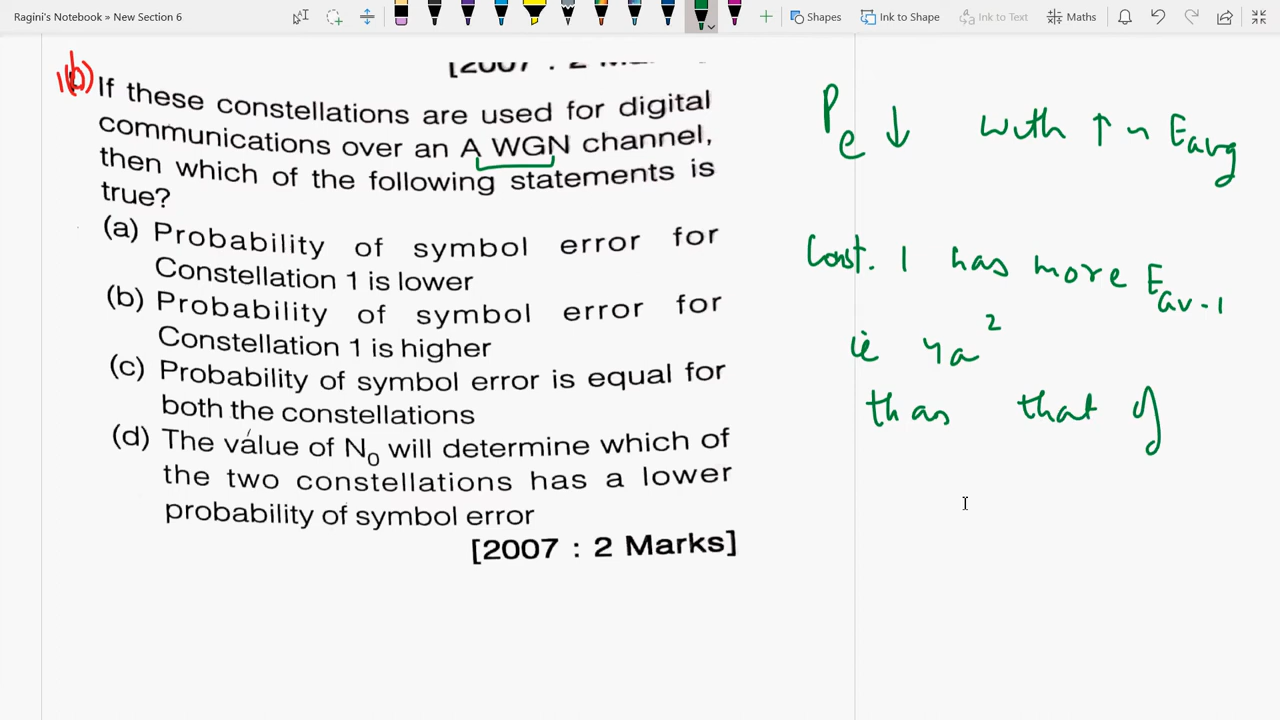 Ragini's Notebook » New Section 6
Shapes
Ink to Shape
Ink to Text
Maths
(b)
[2007 : 2
If these constellations are used for digital
communications over an A WGN channel,
then which of the following statements is
true?
(a) Probability of symbol error for
Constellation 1 is lower
(b) Probability of symbol error for
Constellation 1 is higher
(c) Probability of symbol error is equal for
both the constellations
(d) The value of N₀ will determine which of
the two constellations has a lower
probability of symbol error
[2007 : 2 Marks]
Pe ↓ with ↑ in Eavg
Const. 1 has more Eav-1
ie 4a²
than that of